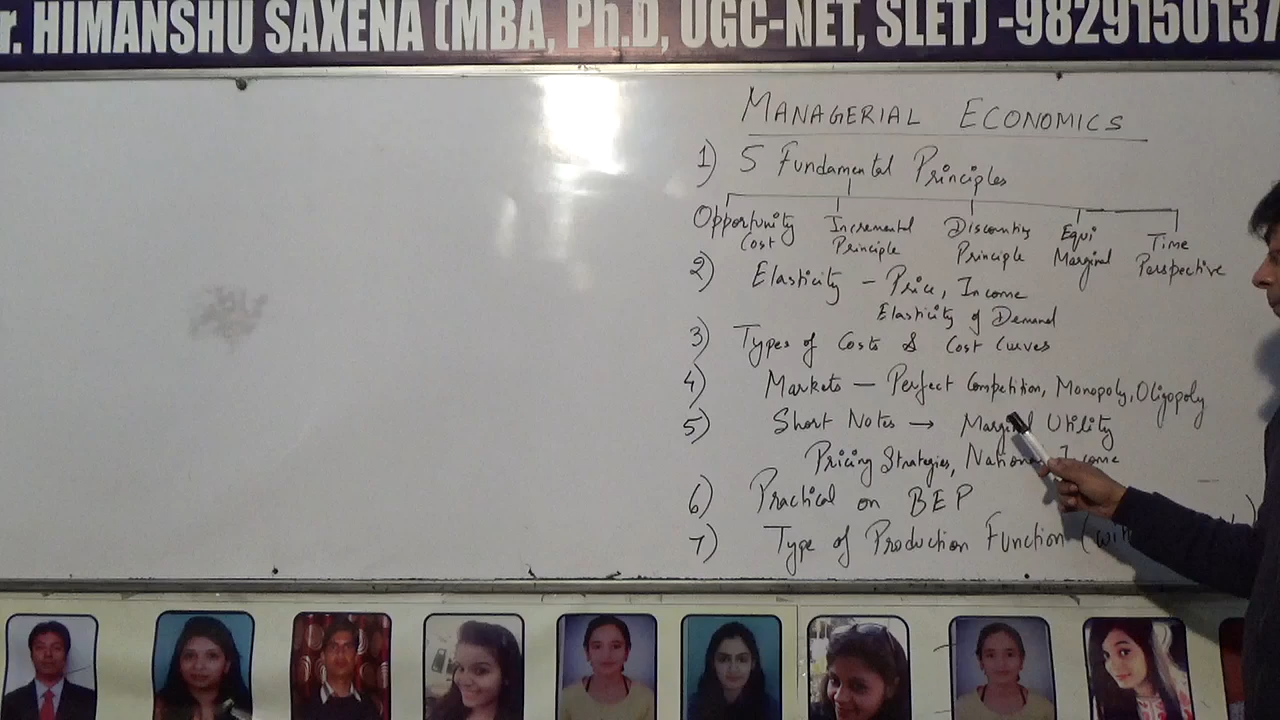 r. HIMANSHU SAXENA (MBA, Ph.D, UGC-NET, SLET) -9829150137
MANAGERIAL ECONOMICS
1) 5 Fundamental Principles
Opportunity Cost
Incremental Principle
Discounting Principle
Equi Marginal
Time Perspective
2) Elasticity - Price, Income
Elasticity of Demand
3) Types of Costs & Cost Curves
4) Markets - Perfect Competition, Monopoly, Oligopoly
5) Short Notes → Marginal Utility
Pricing Strategies, National Income
6) Practical on BEP
7) Type of Production Function (